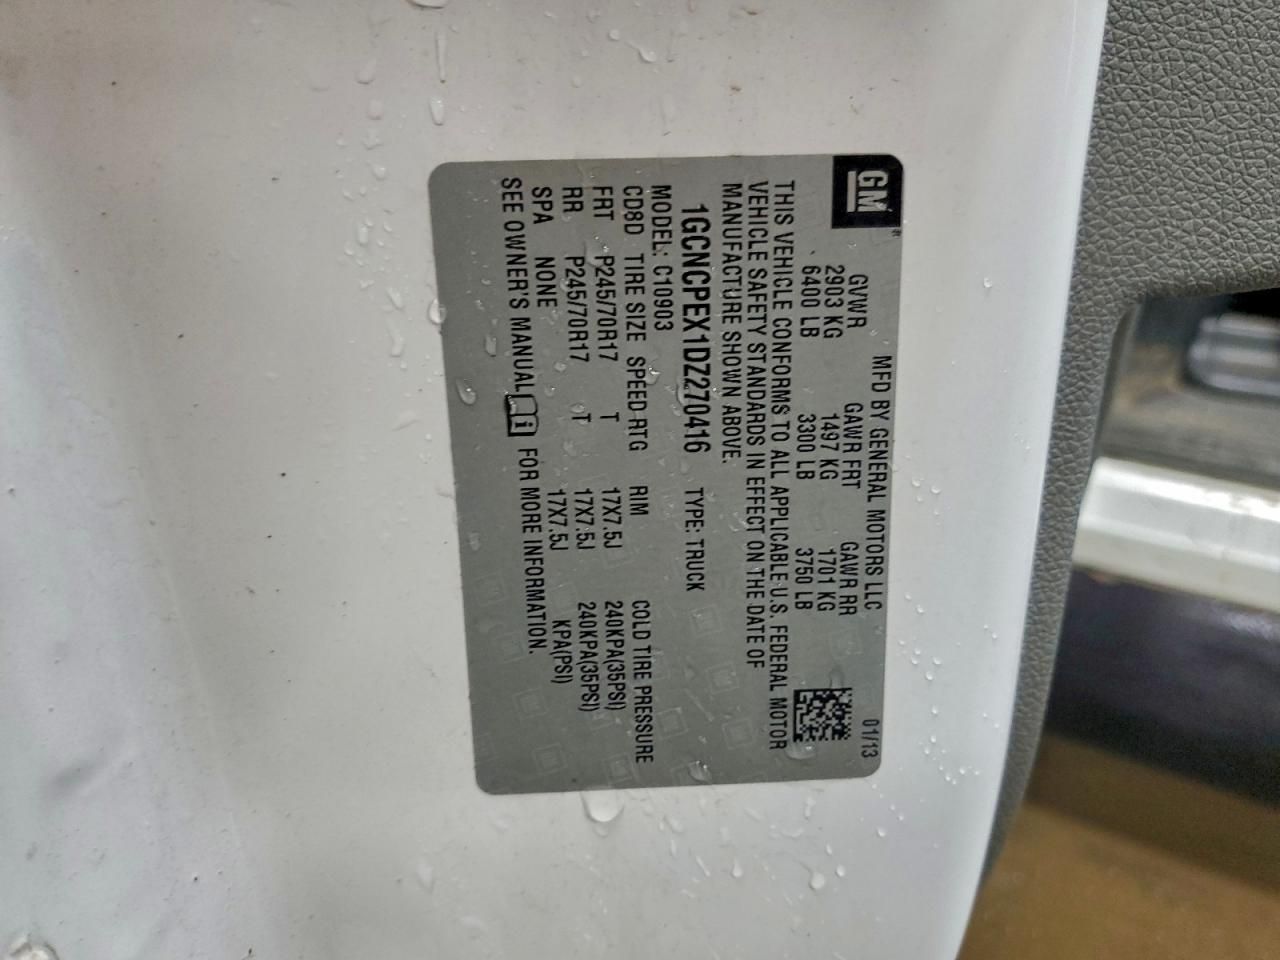 GM
MFD BY GENERAL MOTORS LLC 01/13
GVWR GAWR FRT GAWR RR
2903 KG 1497 KG 1701 KG
6400 LB 3300 LB 3750 LB
THIS VEHICLE CONFORMS TO ALL APPLICABLE U.S. FEDERAL MOTOR
VEHICLE SAFETY STANDARDS IN EFFECT ON THE DATE OF
MANUFACTURE SHOWN ABOVE.
1GCNCPEX1DZ270416 TYPE: TRUCK
MODEL: C10903
CD8D TIRE SIZE SPEED RTG RIM COLD TIRE PRESSURE
FRT P245/70R17 T 17X7.5J 240KPA(35PSI)
RR P245/70R17 T 17X7.5J 240KPA(35PSI)
SPA NONE 17X7.5J KPA(PSI)
SEE OWNER'S MANUAL i FOR MORE INFORMATION.